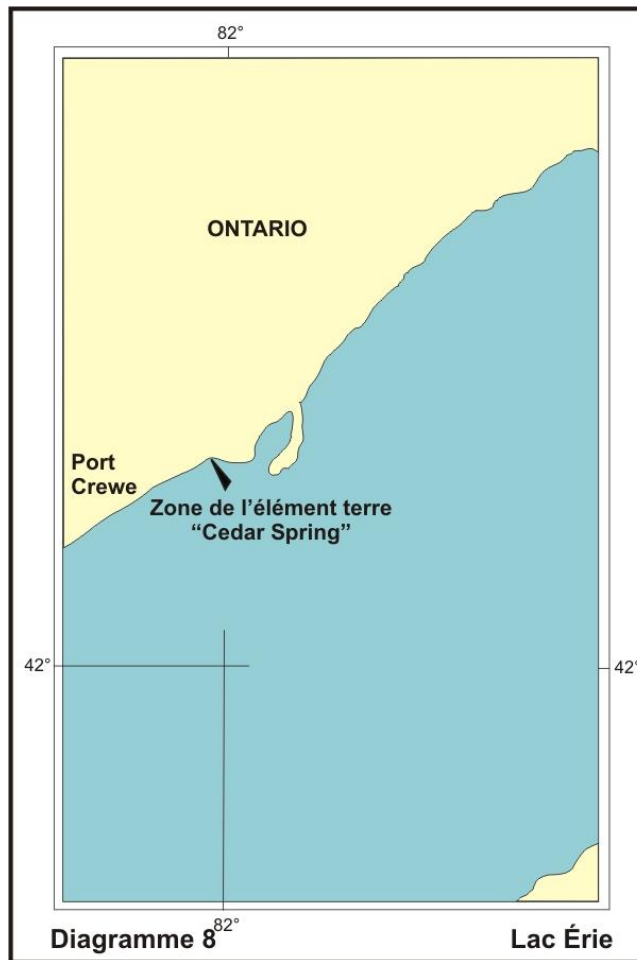 82°
ONTARIO
Port
Crewe
Zone de l'élément terre
“Cedar Spring”
42°
42°
82°
Diagramme 8
Lac Érie